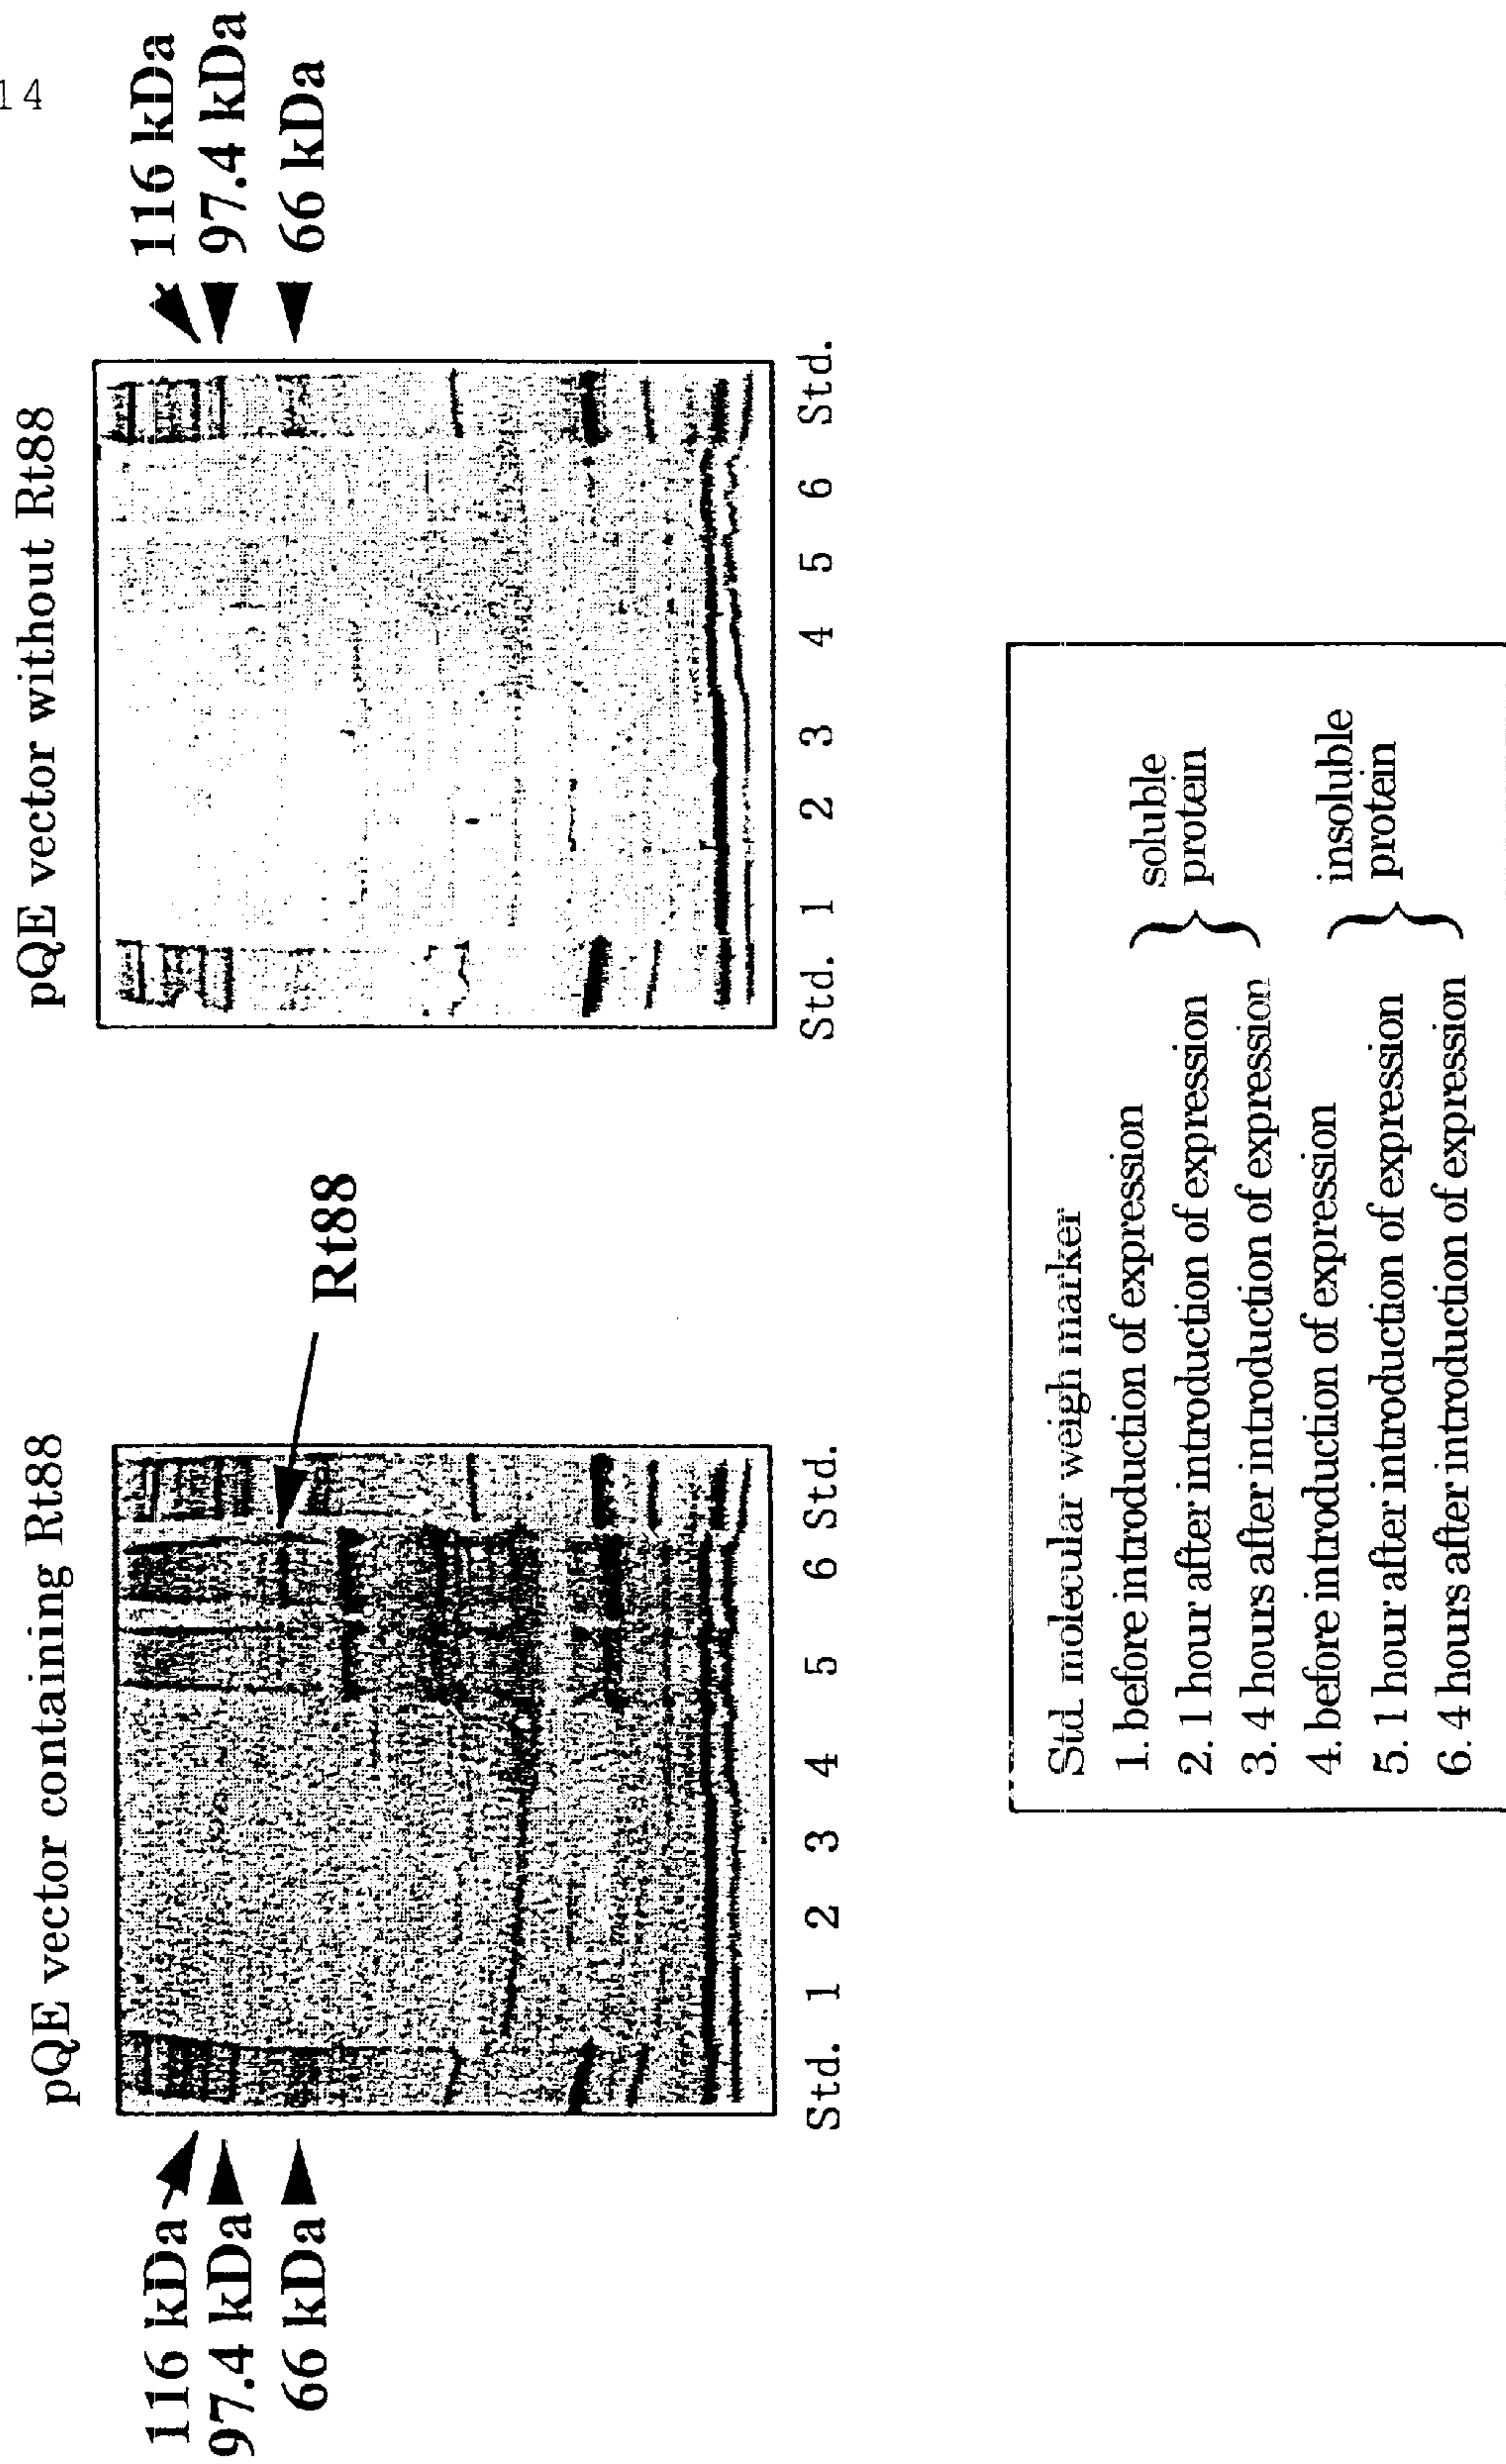 14
pQE vector containing Rt88
116 kDa
97.4 kDa
66 kDa
Rt88
Std. 1 2 3 4 5 6 Std.
pQE vector without Rt88
116 kDa
97.4 kDa
66 kDa
Std. 1 2 3 4 5 6 Std.
Std. molecular weigh marker
1. before introduction of expression
2. 1 hour after introduction of expression
3. 4 hours after introduction of expression
soluble
protein
4. before introduction of expression
5. 1 hour after introduction of expression
6. 4 hours after introduction of expression
insoluble
protein